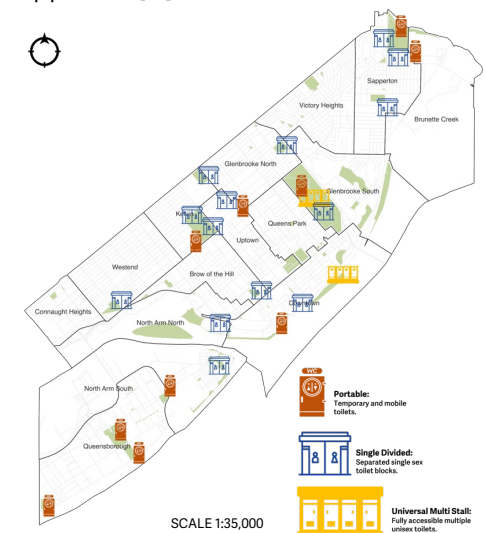 Sapperton
Victory Heights
Brunette Creek
Glenbrooke North
Glenbrooke South
Queens Park
Uptown
Westend
Brow of the Hill
Connaught Heights
North Arm North
North Arm South
Queensborough
WC
Portable:
Temporary and mobile
toilets.
Single Divided:
Separated single sex
toilet blocks.
Universal Multi Stall:
Fully accessible multiple
unisex toilets.
SCALE 1:35,000